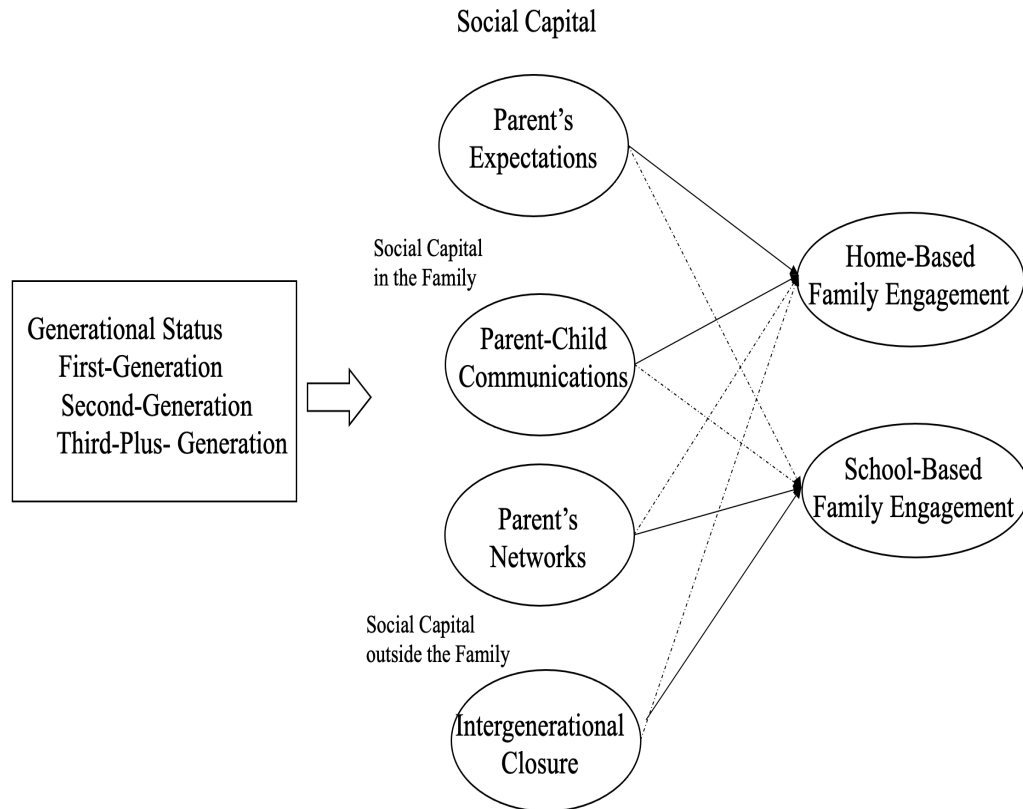 Social Capital
Parent’s
Expectations
Social Capital
in the Family
Home-Based
Family Engagement
Generational Status
First-Generation
Second-Generation
Third-Plus- Generation
Parent-Child
Communications
School-Based
Family Engagement
Parent’s
Networks
Social Capital
outside the Family
Intergenerational
Closure